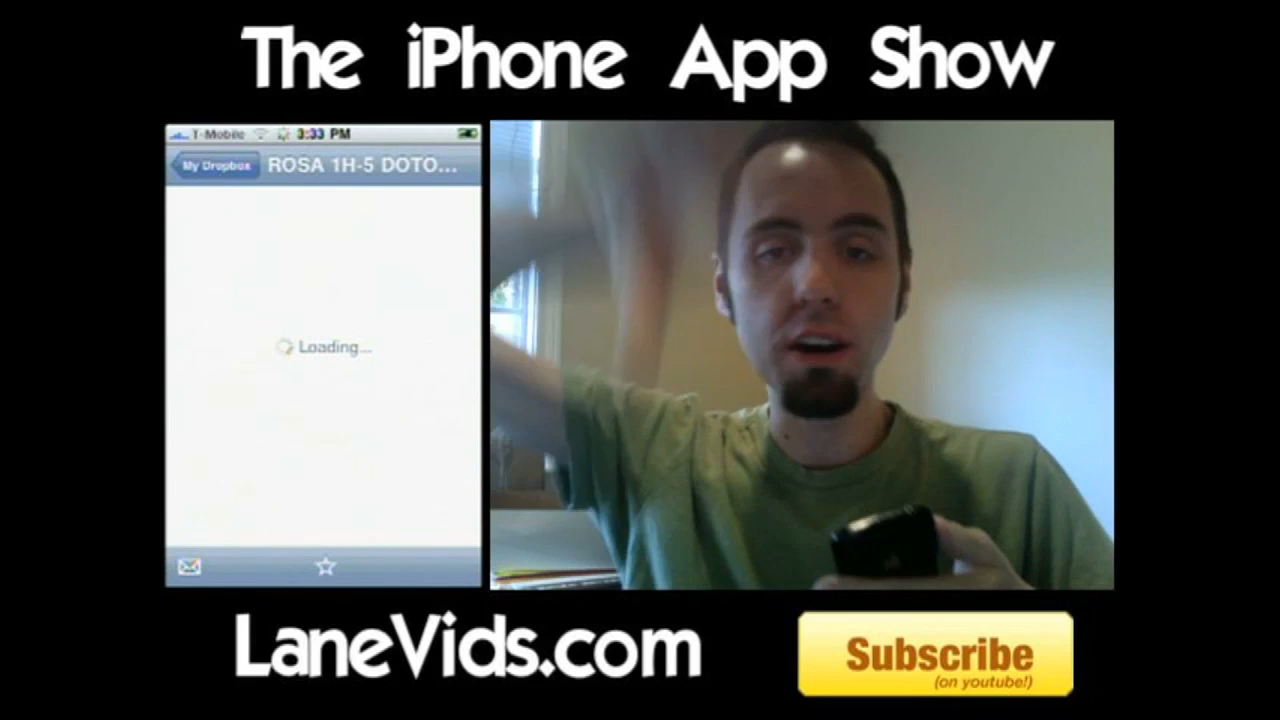 The iPhone App Show
T-Mobile 3:33 PM
My Dropbox ROSA 1H-5 DOTO...
Loading...
LaneVids.com
Subscribe
(on youtube!)